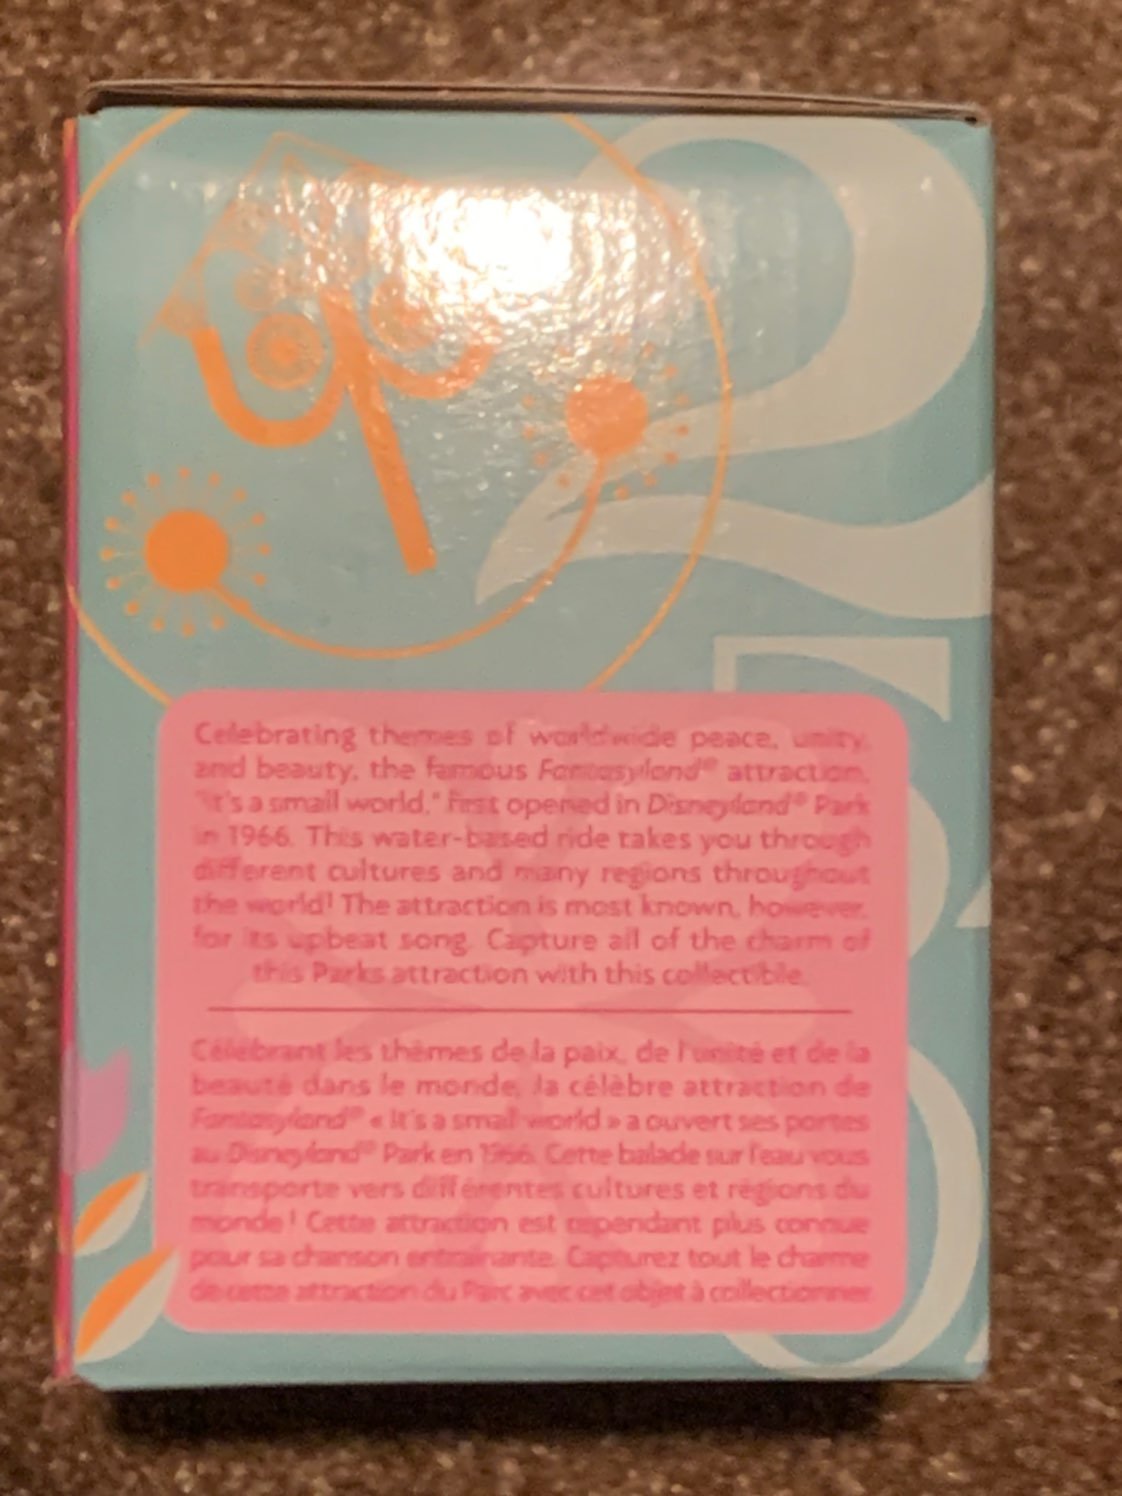 Celebrating themes of worldwide peace, unity,
and beauty, the famous Fantasyland® attraction,
"it's a small world," first opened in Disneyland® Park
in 1966. This water-based ride takes you through
different cultures and many regions throughout
the world! The attraction is most known, however,
for its upbeat song. Capture all of the charm of
this Parks attraction with this collectible.
Célébrant les thèmes de la paix, de l'unité et de la
beauté dans le monde, la célèbre attraction de
Fantasyland® « it's a small world » a ouvert ses portes
au Disneyland® Park en 1966. Cette balade sur l'eau vous
transporte vers différentes cultures et régions du
monde ! Cette attraction est cependant plus connue
pour sa chanson entraînante. Capturez tout le charme
de cette attraction du Parc avec cet objet à collectionner.